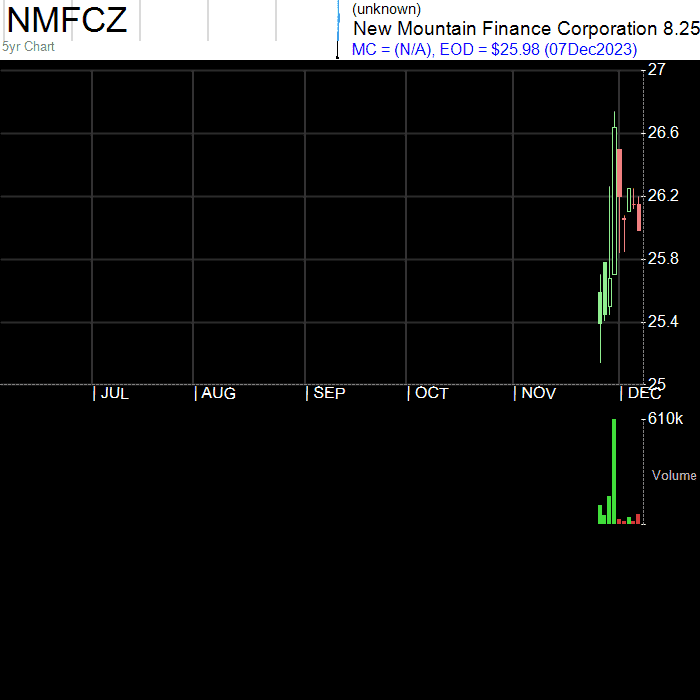 NMFCZ
5yr Chart
(unknown)
New Mountain Finance Corporation 8.25
MC = (N/A), EOD = $25.98 (07Dec2023)
27
26.6
26.2
25.8
25.4
25
| JUL | AUG | SEP | OCT | NOV | DEC
610k
Volume